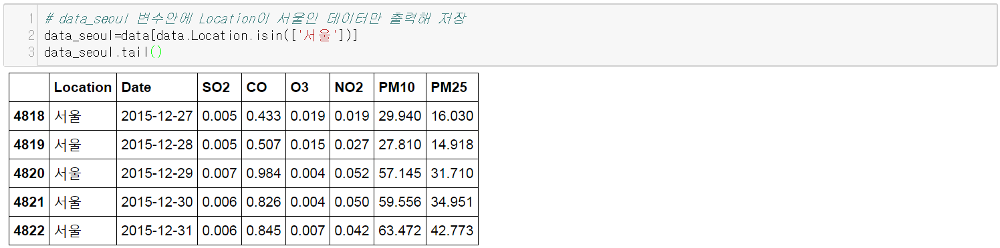 1 # data_seoul 변수안에 Location이 서울인 데이터만 출력해 저장
2 data_seoul=data[data.Location.isin(['서울'])]
3 data_seoul.tail()
Location Date SO2 CO O3 NO2 PM10 PM25
4818 서울 2015-12-27 0.005 0.433 0.019 0.019 29.940 16.030
4819 서울 2015-12-28 0.005 0.507 0.015 0.027 27.810 14.918
4820 서울 2015-12-29 0.007 0.984 0.004 0.052 57.145 31.710
4821 서울 2015-12-30 0.006 0.826 0.004 0.050 59.556 34.951
4822 서울 2015-12-31 0.006 0.845 0.007 0.042 63.472 42.773